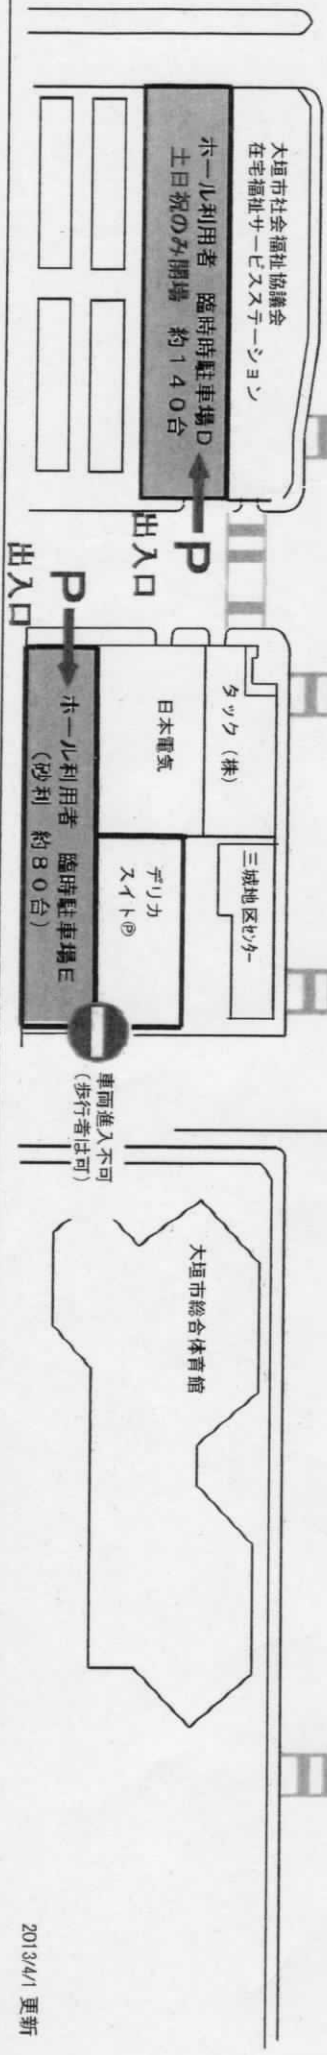 大垣市社会福祉協議会
在宅福祉サービスステーション
ホール利用者 臨時時駐車場D
土日祝のみ開場 約140台
P
出入口
P
出入口
タック(株)
日本電気
ホール利用者 臨時駐車場E
(砂利 約80台)
三城地区センター
デリカ
スイトⓅ
車両進入不可
(歩行者は可)
大垣市総合体育館
2013/4/1 更新